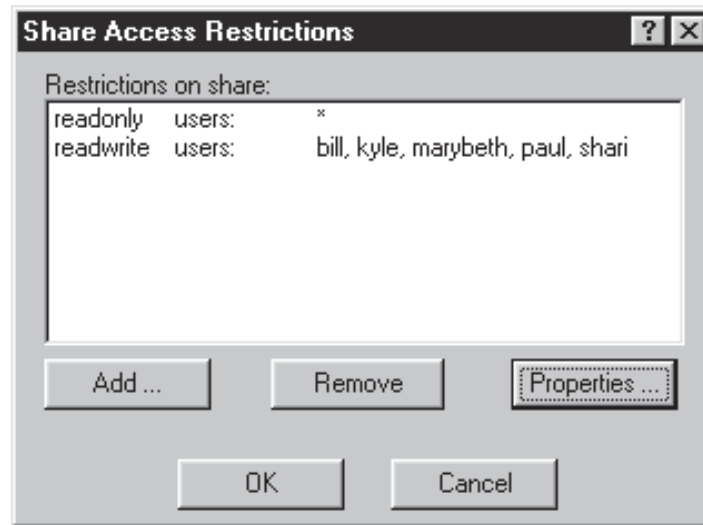 Share Access Restrictions
Restrictions on share:
readonly users: *
readwrite users: bill, kyle, marybeth, paul, shari
Add ... Remove Properties ...
OK Cancel